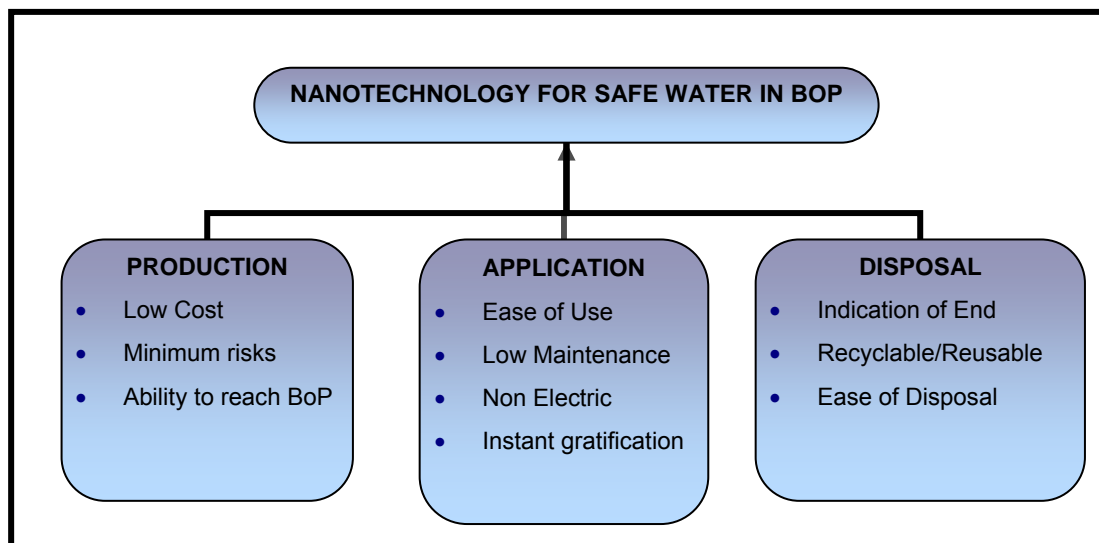 NANOTECHNOLOGY FOR SAFE WATER IN BOP
PRODUCTION
• Low Cost
• Minimum risks
• Ability to reach BoP
APPLICATION
• Ease of Use
• Low Maintenance
• Non Electric
• Instant gratification
DISPOSAL
• Indication of End
• Recyclable/Reusable
• Ease of Disposal